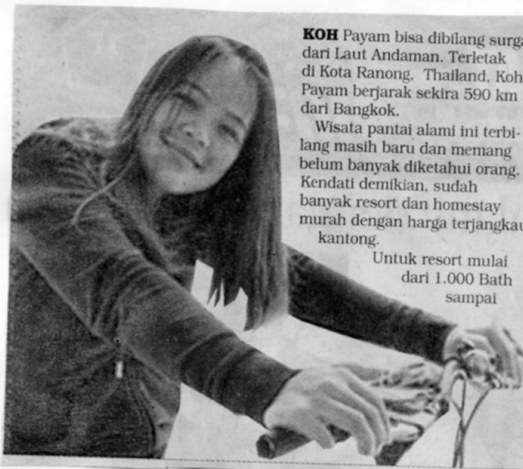 KOH Payam bisa dibilang surga
dari Laut Andaman. Terletak
di Kota Ranong, Thailand, Koh
Payam berjarak sekira 590 km
dari Bangkok.
Wisata pantai alami ini terbi-
lang masih baru dan memang
belum banyak diketahui orang.
Kendati demikian, sudah
banyak resort dan homestay
murah dengan harga terjangkau
kantong.
Untuk resort mulai
dari 1.000 Bath
sampai